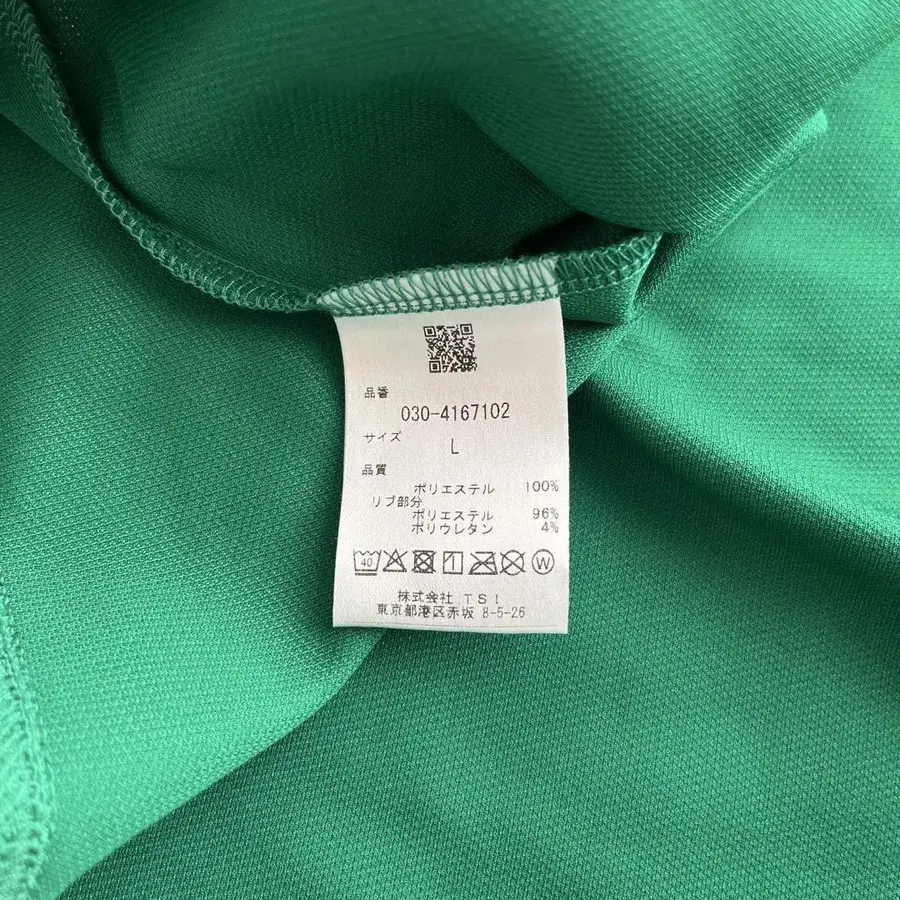 品番
030-4167102
サイズ
L
品質
ポリエステル 100%
リブ部分
ポリエステル 96%
ポリウレタン 4%
40 W
株式会社 TSI
東京都港区赤坂 8-5-26